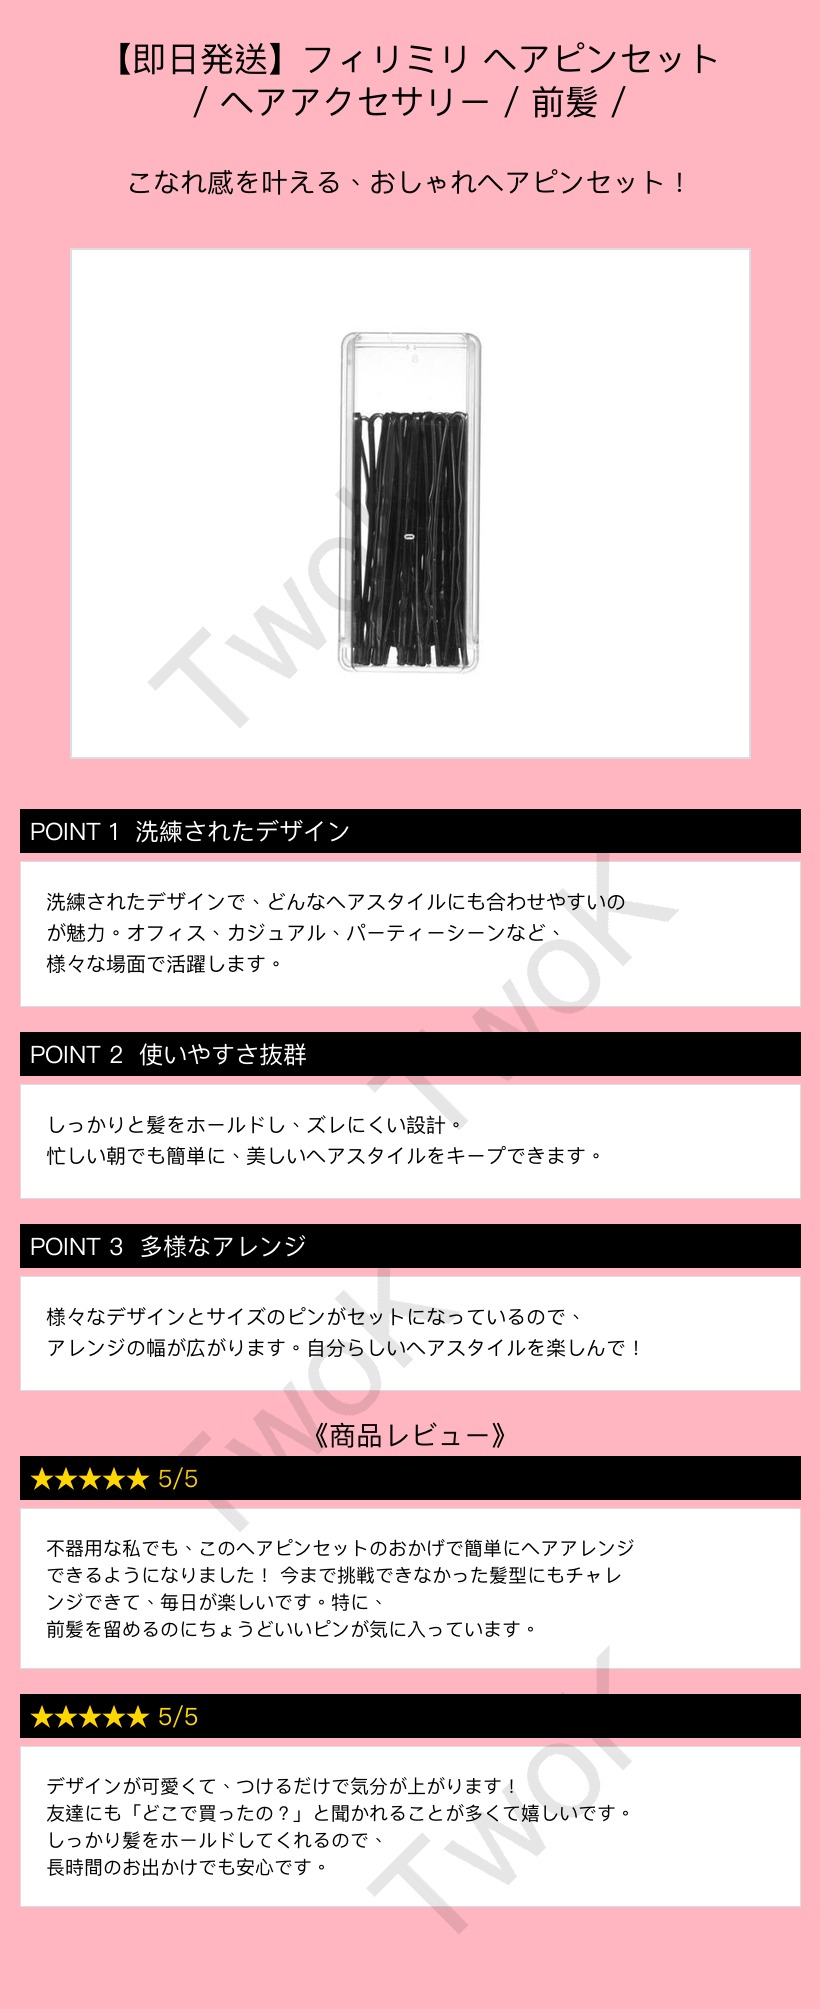 【即日発送】フィリミリ ヘアピンセット
/ ヘアアクセサリー / 前髪 /
こなれ感を叶える、おしゃれヘアピンセット！
TwoK
POINT 1 洗練されたデザイン
洗練されたデザインで、どんなヘアスタイルにも合わせやすいの
が魅力。オフィス、カジュアル、パーティーシーンなど、
様々な場面で活躍します。
TwoK
POINT 2 使いやすさ抜群
しっかりと髪をホールドし、ズレにくい設計。
忙しい朝でも簡単に、美しいヘアスタイルをキープできます。
POINT 3 多様なアレンジ
様々なデザインとサイズのピンがセットになっているので、
アレンジの幅が広がります。自分らしいヘアスタイルを楽しんで！
TwoK
《商品レビュー》
★★★★★ 5/5
不器用な私でも、このヘアピンセットのおかげで簡単にヘアアレンジ
できるようになりました！ 今まで挑戦できなかった髪型にもチャレ
ンジできて、毎日が楽しいです。特に、
前髪を留めるのにちょうどいいピンが気に入っています。
★★★★★ 5/5
デザインが可愛くて、つけるだけで気分が上がります！
友達にも「どこで買ったの？」と聞かれることが多くて嬉しいです。
しっかり髪をホールドしてくれるので、
長時間のお出かけでも安心です。
TwoK